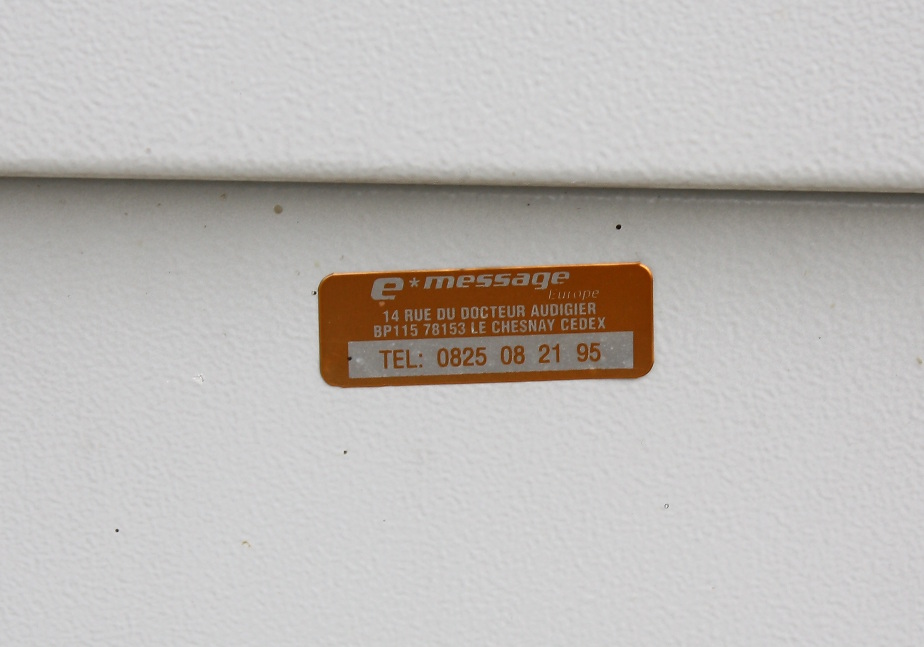 e*message
Europe
14 RUE DU DOCTEUR AUDIGIER
BP115 78153 LE CHESNAY CEDEX
TEL: 0825 08 21 95